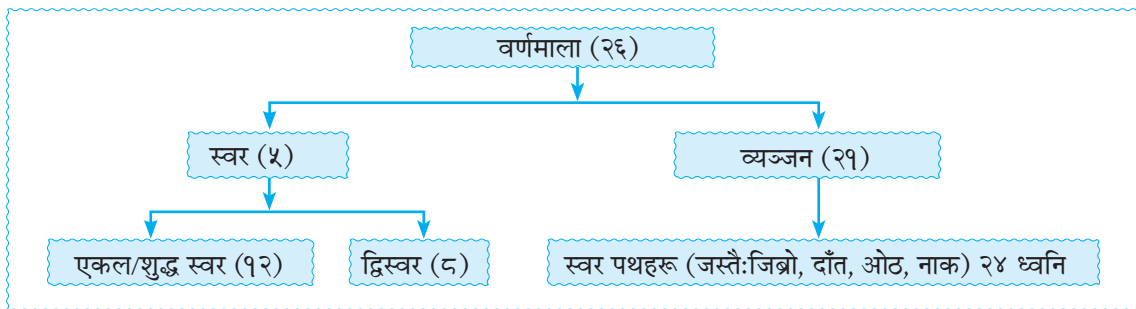 वर्णमाला (२६)
स्वर (५)
व्यञ्जन (२१)
एकल/शुद्ध स्वर (१२)
द्विस्वर (८)
स्वर पथहरू (जस्तै:जिब्रो, दाँत, ओठ, नाक) २४ ध्वनि